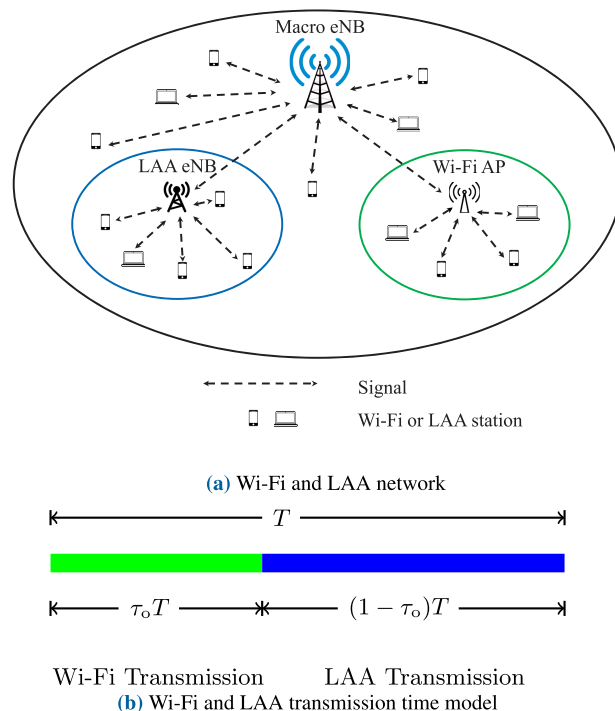 Macro eNB
LAA eNB
Wi-Fi AP
Signal
Wi-Fi or LAA station
(a) Wi-Fi and LAA network
T
τₒT
(1 − τₒ)T
Wi-Fi Transmission
LAA Transmission
(b) Wi-Fi and LAA transmission time model